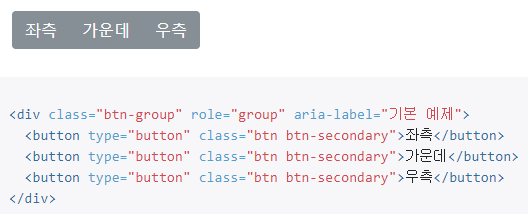 좌측 가운데 우측
<div class="btn-group" role="group" aria-label="기본 예제">
  <button type="button" class="btn btn-secondary">좌측</button>
  <button type="button" class="btn btn-secondary">가운데</button>
  <button type="button" class="btn btn-secondary">우측</button>
</div>